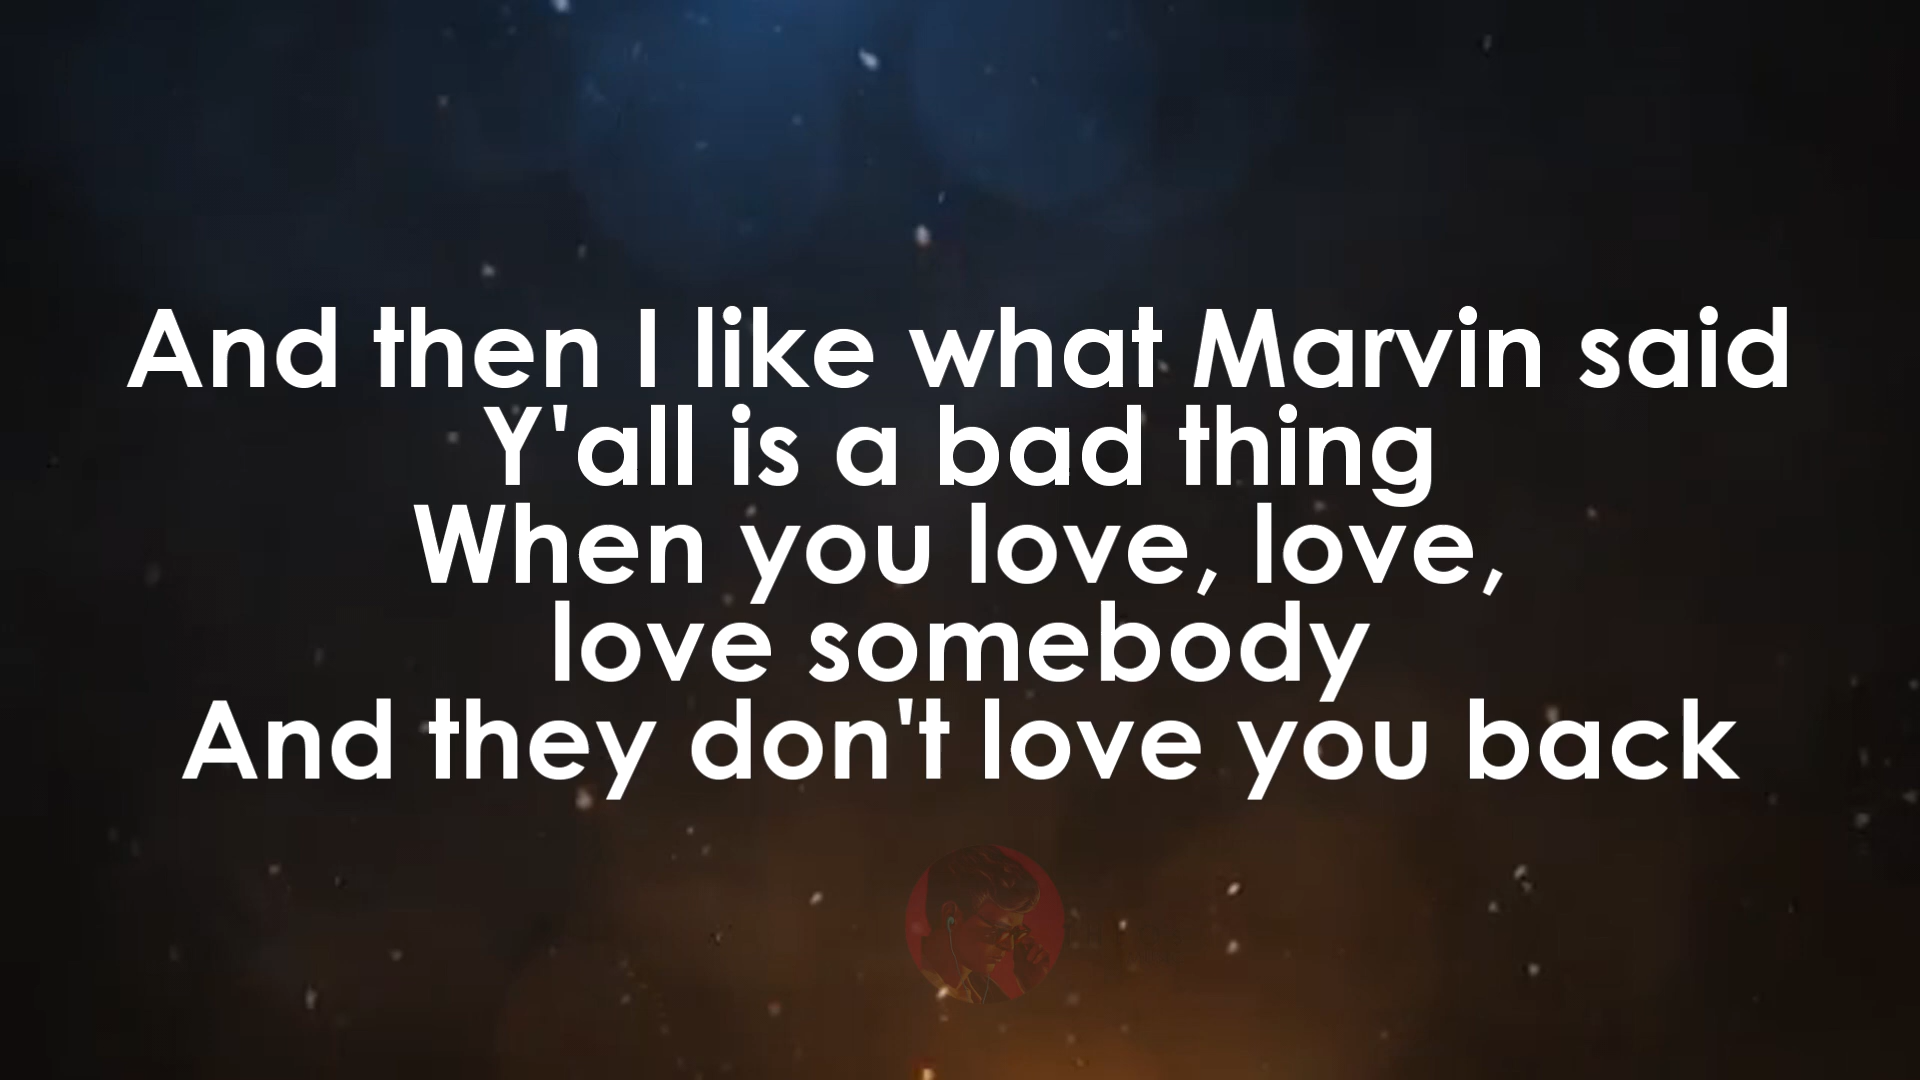 And then I like what Marvin said
Y'all is a bad thing
When you love, love,
love somebody
And they don't love you back